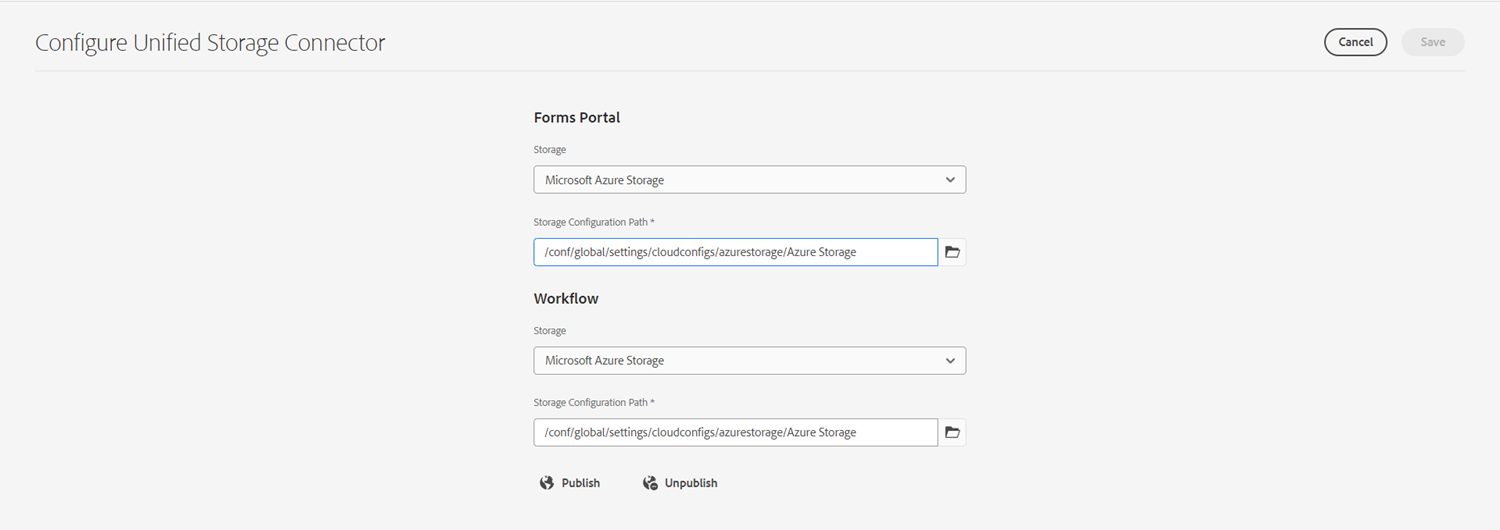 Configure Unified Storage Connector
Cancel
Save
Forms Portal
Storage
Microsoft Azure Storage
Storage Configuration Path *
/conf/global/settings/cloudconfigs/azurestorage/Azure Storage
Workflow
Storage
Microsoft Azure Storage
Storage Configuration Path *
/conf/global/settings/cloudconfigs/azurestorage/Azure Storage
Publish
Unpublish